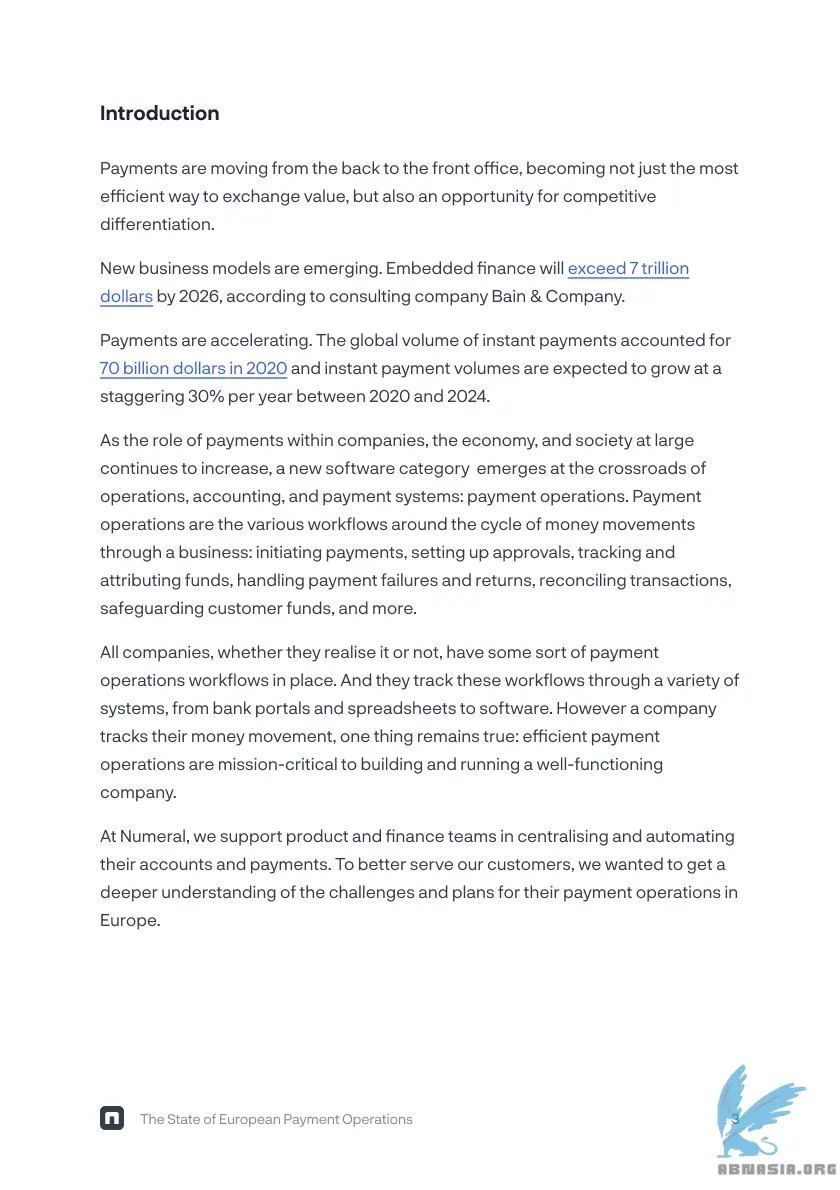 Introduction
Payments are moving from the back to the front office, becoming not just the most
efficient way to exchange value, but also an opportunity for competitive
differentiation.
New business models are emerging. Embedded finance will exceed 7 trillion
dollars by 2026, according to consulting company Bain & Company.
Payments are accelerating. The global volume of instant payments accounted for
70 billion dollars in 2020 and instant payment volumes are expected to grow at a
staggering 30% per year between 2020 and 2024.
As the role of payments within companies, the economy, and society at large
continues to increase, a new software category  emerges at the crossroads of
operations, accounting, and payment systems: payment operations. Payment
operations are the various workflows around the cycle of money movements
through a business: initiating payments, setting up approvals, tracking and
attributing funds, handling payment failures and returns, reconciling transactions,
safeguarding customer funds, and more.
All companies, whether they realise it or not, have some sort of payment
operations workflows in place. And they track these workflows through a variety of
systems, from bank portals and spreadsheets to software. However a company
tracks their money movement, one thing remains true: efficient payment
operations are mission-critical to building and running a well-functioning
company.
At Numeral, we support product and finance teams in centralising and automating
their accounts and payments. To better serve our customers, we wanted to get a
deeper understanding of the challenges and plans for their payment operations in
Europe.
The State of European Payment Operations
3
ABNASIA.ORG